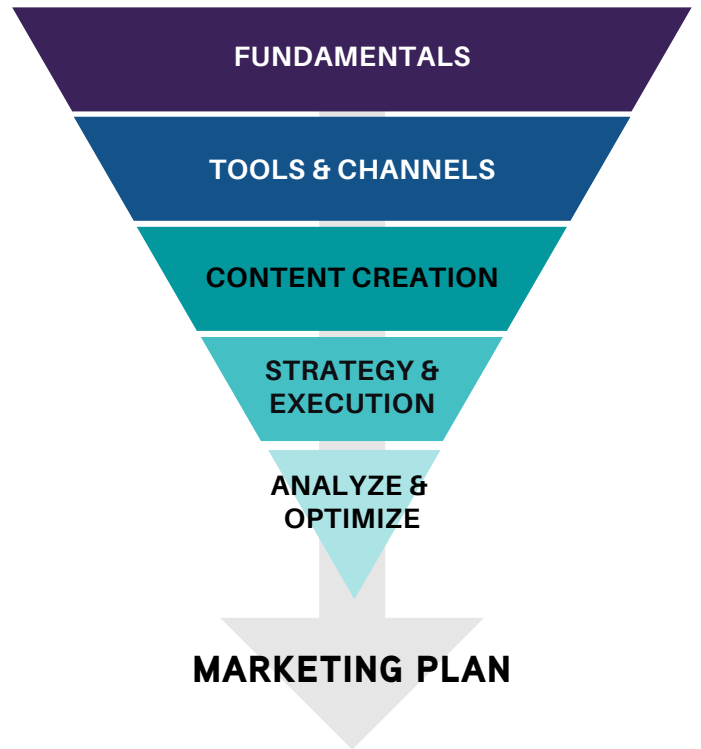 FUNDAMENTALS
TOOLS & CHANNELS
CONTENT CREATION
STRATEGY &
EXECUTION
ANALYZE &
OPTIMIZE
MARKETING PLAN